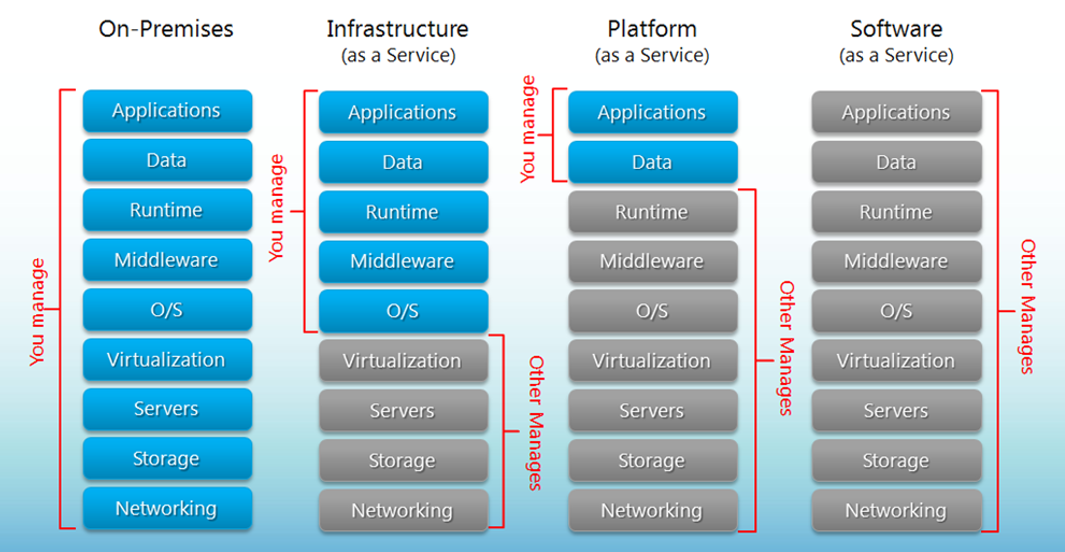 On-Premises
Infrastructure
(as a Service)
Platform
(as a Service)
Software
(as a Service)
You manage
Applications
Data
Runtime
Middleware
O/S
Virtualization
Servers
Storage
Networking
You manage
Applications
Data
Runtime
Middleware
O/S
Virtualization
Servers
Storage
Networking
Other Manages
You manage
Applications
Data
Runtime
Middleware
O/S
Virtualization
Servers
Storage
Networking
Other Manages
Applications
Data
Runtime
Middleware
O/S
Virtualization
Servers
Storage
Networking
Other Manages